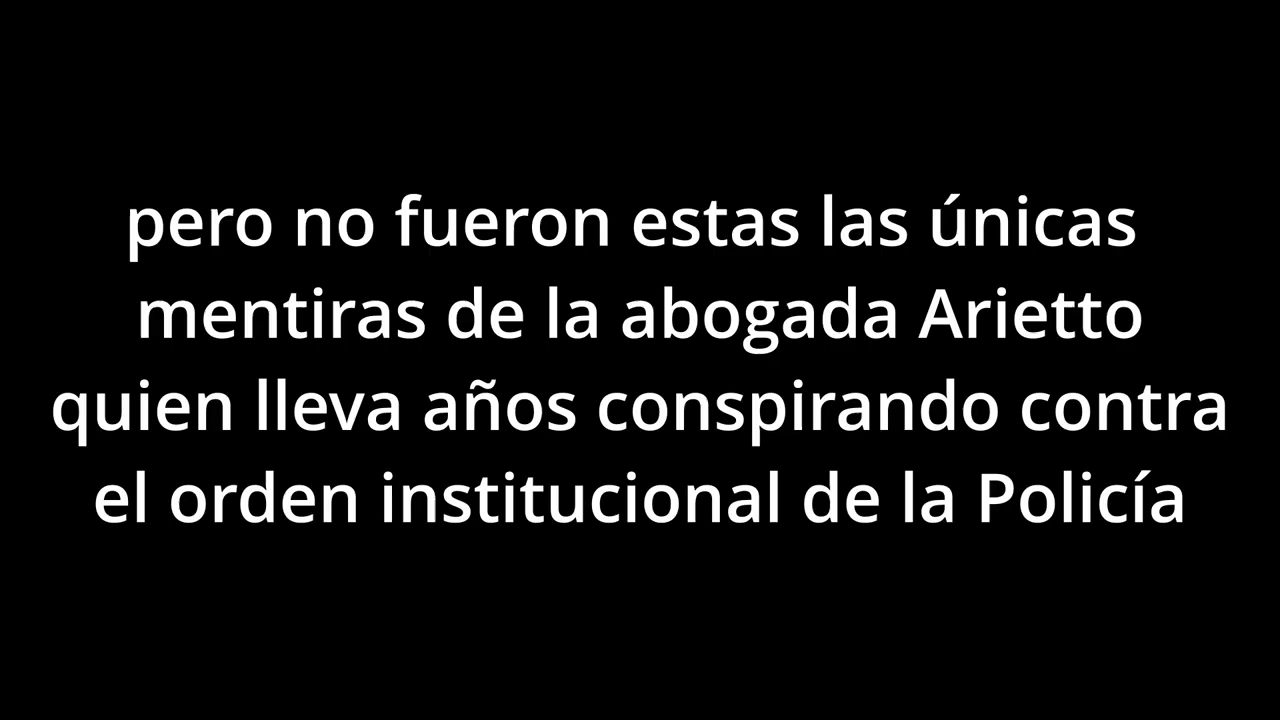 pero no fueron estas las únicas
mentiras de la abogada Arietto
quien lleva años conspirando contra
el orden institucional de la Policía